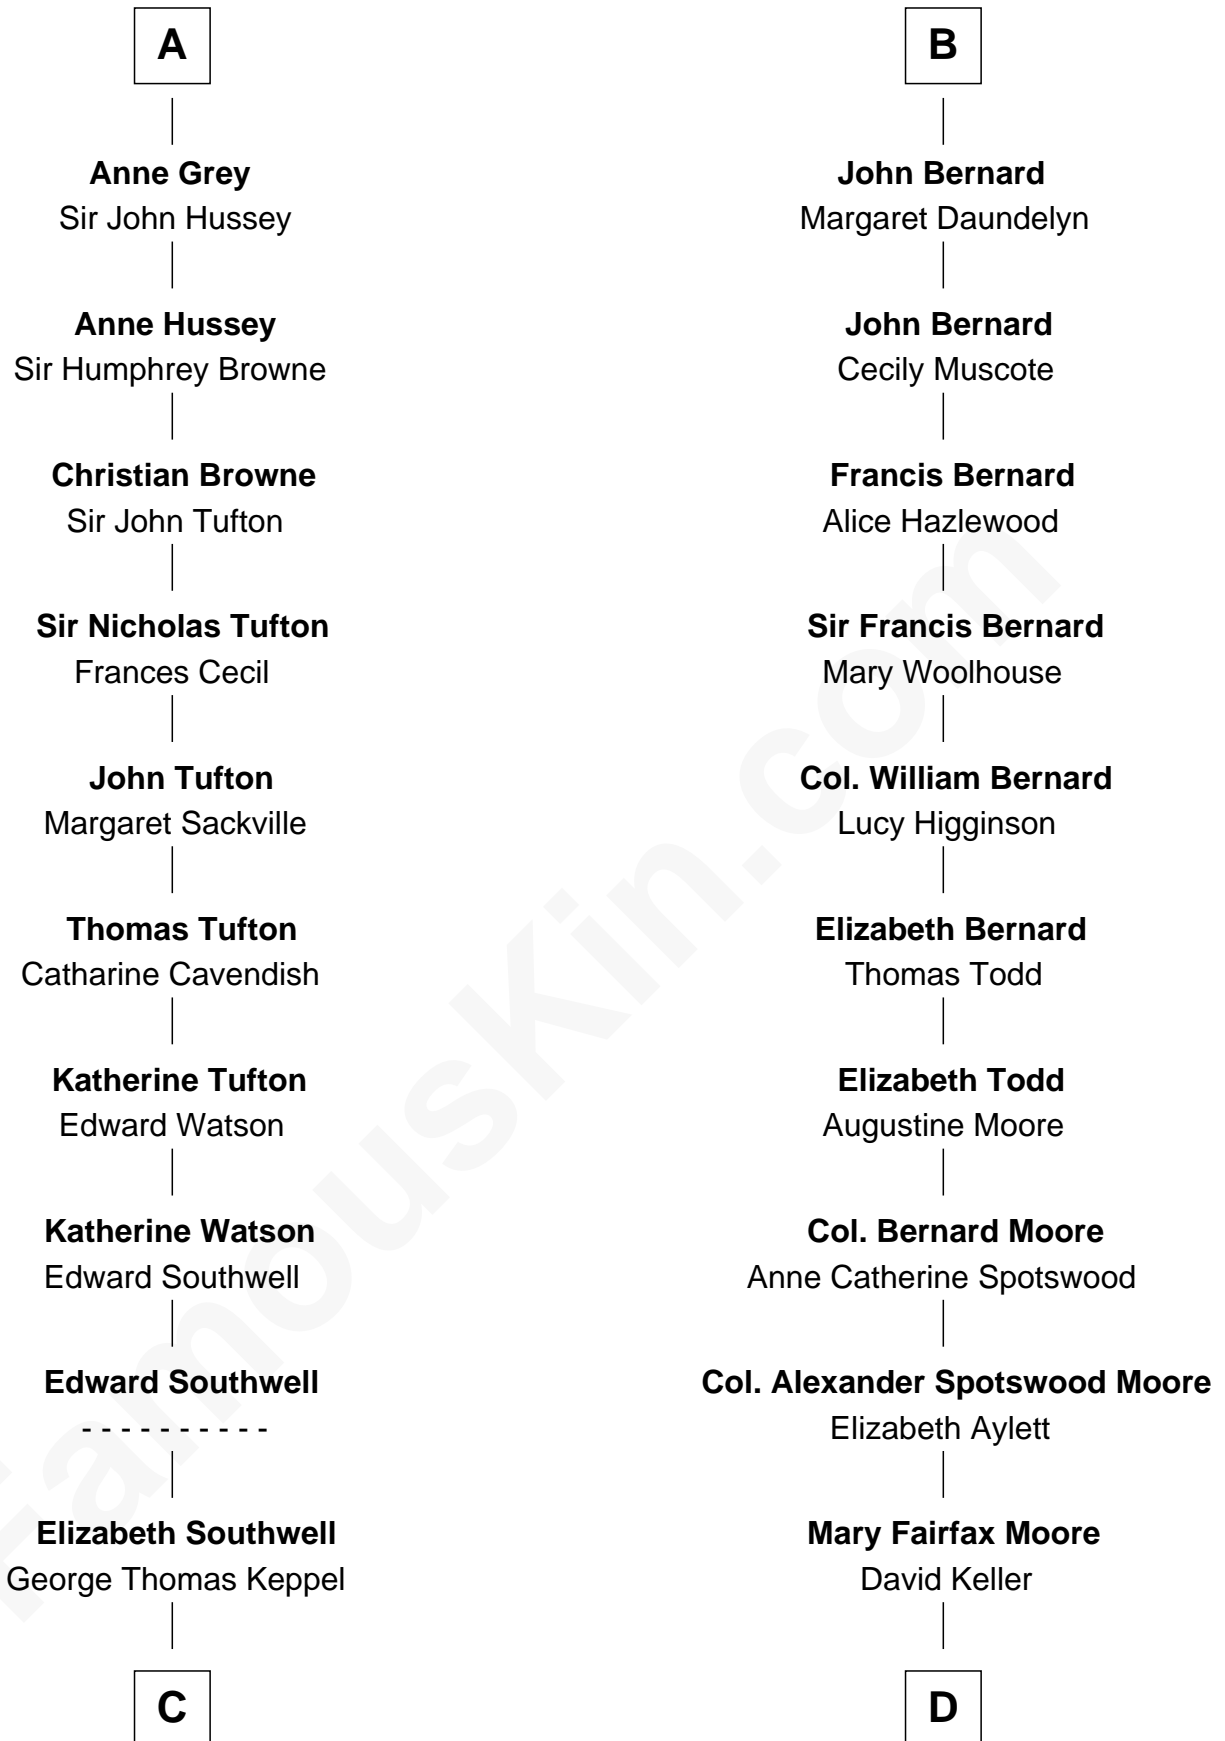 A
Anne Grey
Sir John Hussey
Anne Hussey
Sir Humphrey Browne
Christian Browne
Sir John Tufton
Sir Nicholas Tufton
Frances Cecil
John Tufton
Margaret Sackville
Thomas Tufton
Catharine Cavendish
Katherine Tufton
Edward Watson
Katherine Watson
Edward Southwell
Edward Southwell
- - - - - - - - - -
Elizabeth Southwell
George Thomas Keppel
C
B
John Bernard
Margaret Daundelyn
John Bernard
Cecily Muscote
Francis Bernard
Alice Hazlewood
Sir Francis Bernard
Mary Woolhouse
Col. William Bernard
Lucy Higginson
Elizabeth Bernard
Thomas Todd
Elizabeth Todd
Augustine Moore
Col. Bernard Moore
Anne Catherine Spotswood
Col. Alexander Spotswood Moore
Elizabeth Aylett
Mary Fairfax Moore
David Keller
D
FamousKin.com